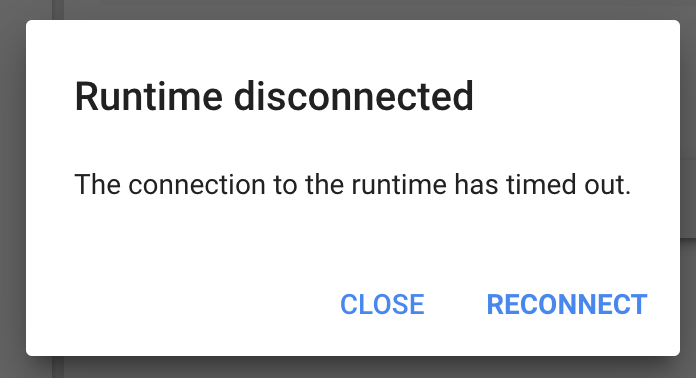 Runtime disconnected
The connection to the runtime has timed out.
CLOSE RECONNECT